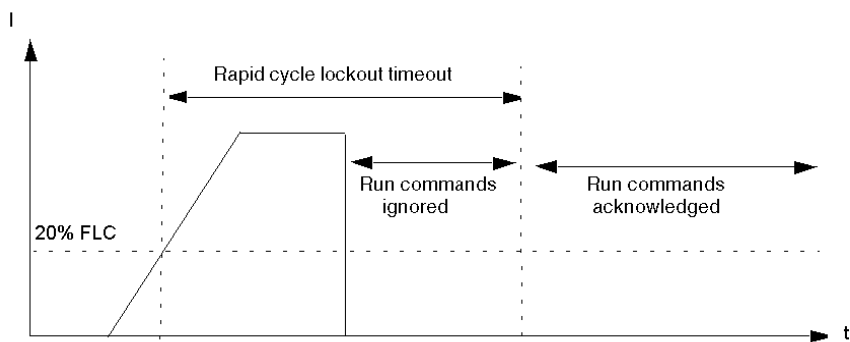 I
Rapid cycle lockout timeout
Run commands
ignored
Run commands
acknowledged
20% FLC
t